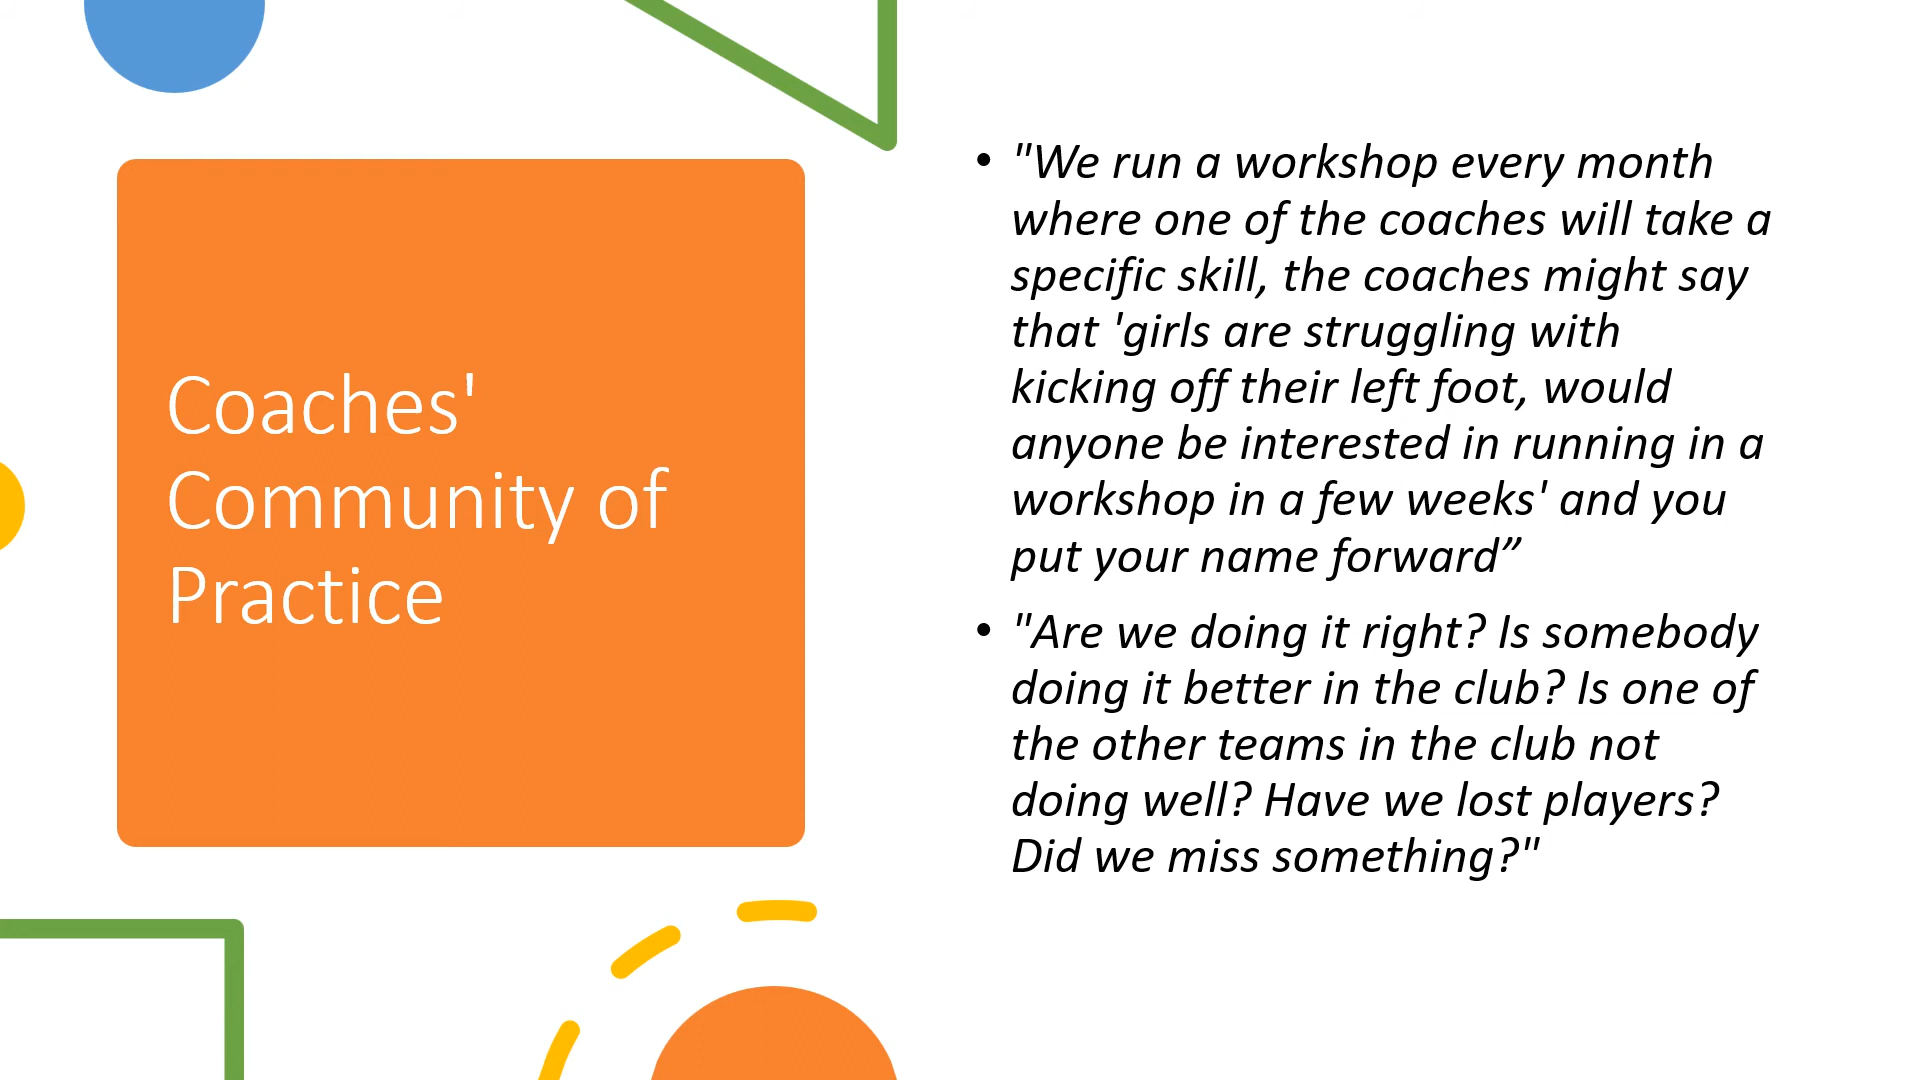 Coaches'
Community of
Practice
• "We run a workshop every month
where one of the coaches will take a
specific skill, the coaches might say
that 'girls are struggling with
kicking off their left foot, would
anyone be interested in running in a
workshop in a few weeks' and you
put your name forward”
• "Are we doing it right? Is somebody
doing it better in the club? Is one of
the other teams in the club not
doing well? Have we lost players?
Did we miss something?"